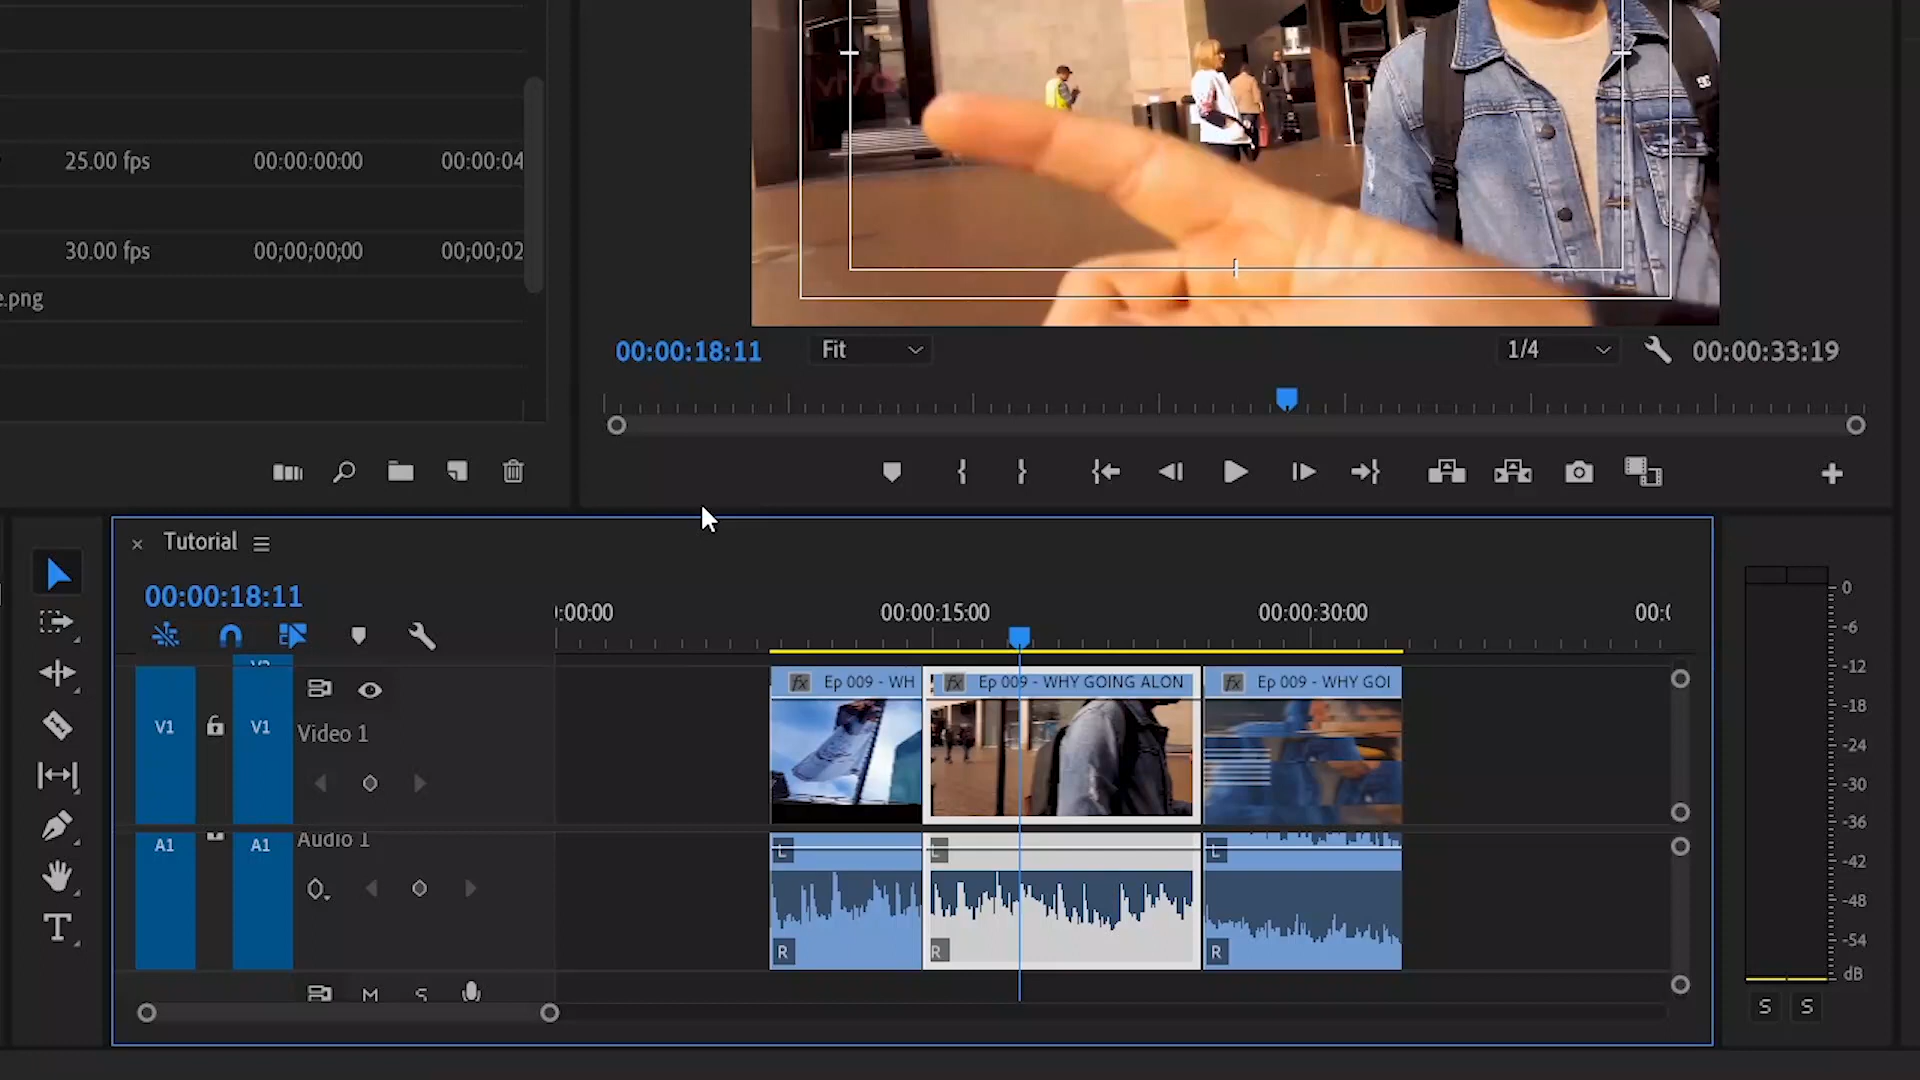 25.00 fps 00:00:00:00 00:00:04
30.00 fps 00;00;00;00 00;00;02
e.png
00:00:18:11 Fit 1/4 00:00:33:19
Tutorial
00:00:18:11
:00:00 00:00:15:00 00:00:30:00 00:0
fx Ep 009 - WH fx Ep 009 - WHY GOING ALON fx Ep 009 - WHY GOI
V1 V1 Video 1
A1 A1 Audio 1
L L L
R R R
M S
T
0
-6
-12
-18
-24
-30
-36
-42
-48
-54
dB
S S